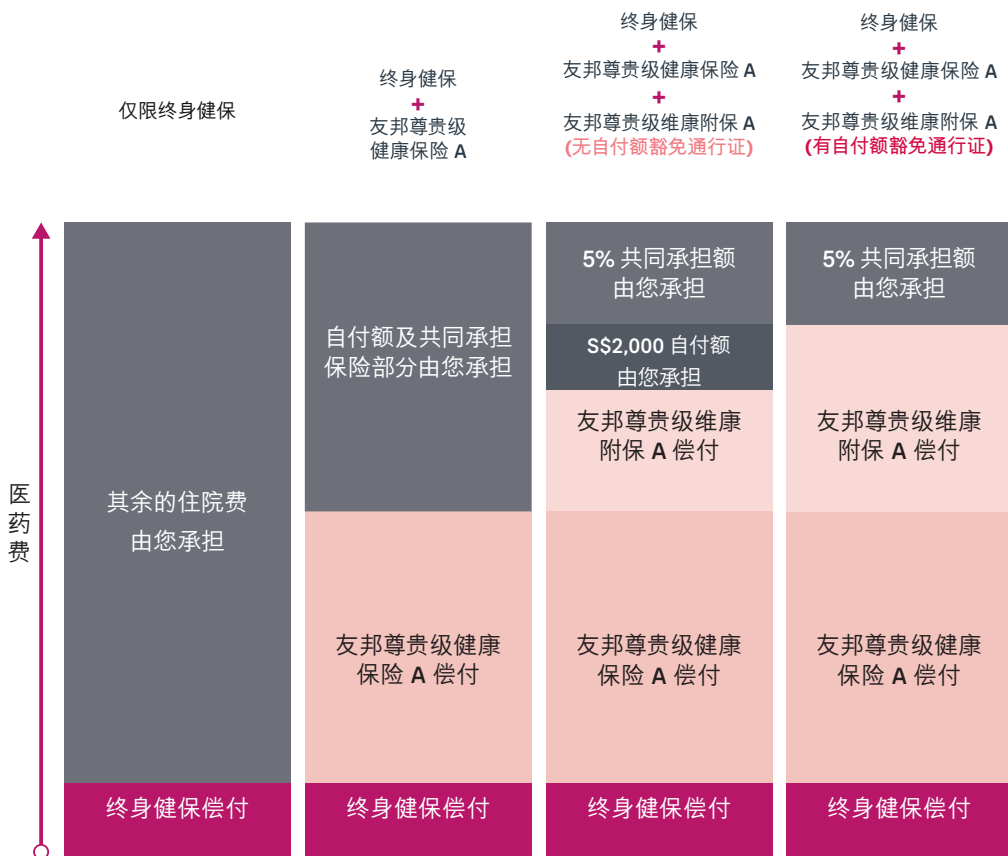 仅限终身健保
终身健保
+
友邦尊贵级
健康保险 A
终身健保
+
友邦尊贵级健康保险 A
+
友邦尊贵级维康附保 A
(无自付额豁免通行证)
终身健保
+
友邦尊贵级健康保险 A
+
友邦尊贵级维康附保 A
(有自付额豁免通行证)
医
药
费
其余的住院费
由您承担
终身健保偿付
自付额及共同承担
保险部分由您承担
友邦尊贵级健康
保险 A 偿付
终身健保偿付
5% 共同承担额
由您承担
S$2,000 自付额
由您承担
友邦尊贵级维康
附保 A 偿付
友邦尊贵级健康
保险 A 偿付
终身健保偿付
5% 共同承担额
由您承担
友邦尊贵级维康
附保 A 偿付
友邦尊贵级健康
保险 A 偿付
终身健保偿付